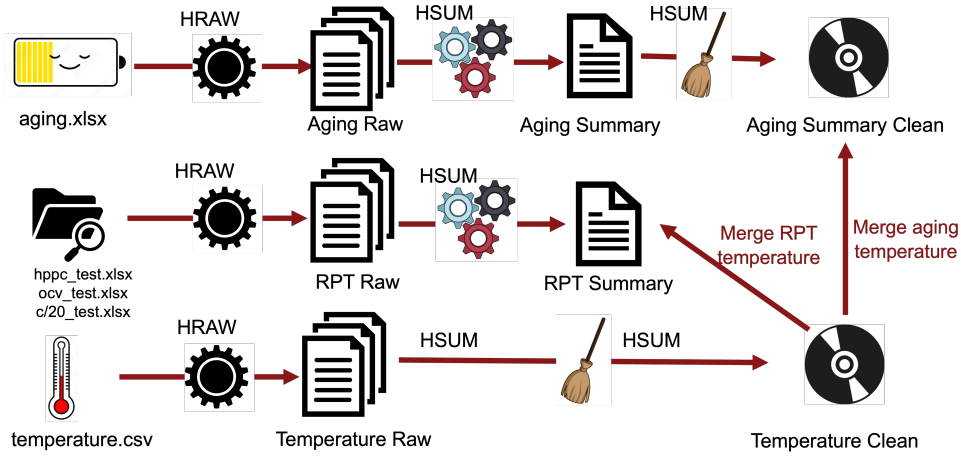 HRAW
HSUM
HSUM
aging.xlsx
Aging Raw
Aging Summary
Aging Summary Clean
HRAW
HSUM
hppc_test.xlsx
ocv_test.xlsx
c/20_test.xlsx
RPT Raw
RPT Summary
Merge RPT
temperature
Merge aging
temperature
HRAW
HSUM
HSUM
temperature.csv
Temperature Raw
Temperature Clean